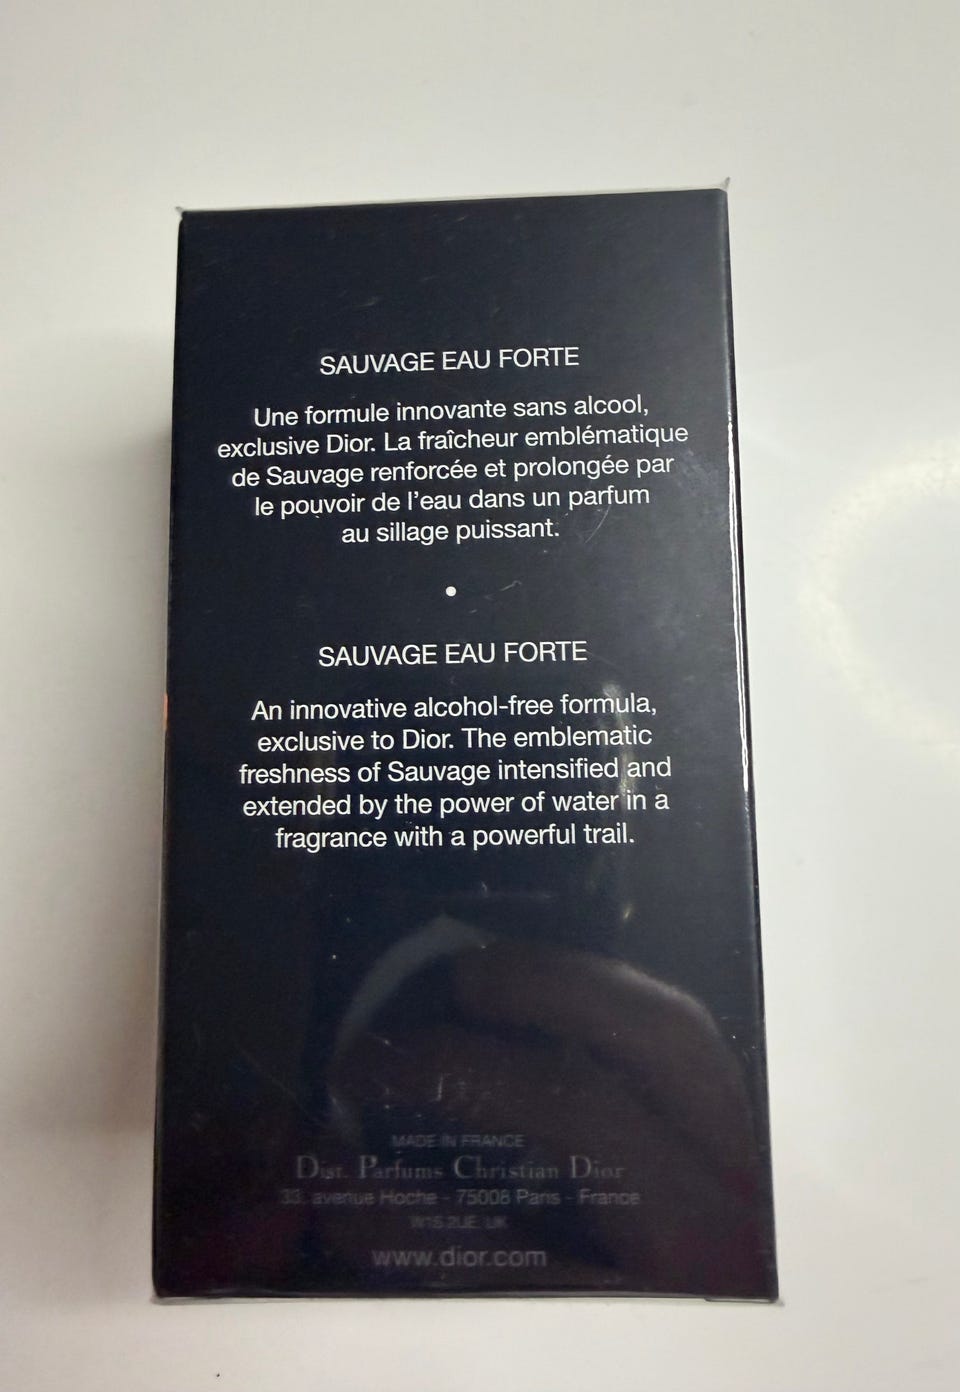 SAUVAGE EAU FORTE
Une formule innovante sans alcool,
exclusive Dior. La fraîcheur emblématique
de Sauvage renforcée et prolongée par
le pouvoir de l'eau dans un parfum
au sillage puissant.
•
SAUVAGE EAU FORTE
An innovative alcohol-free formula,
exclusive to Dior. The emblematic
freshness of Sauvage intensified and
extended by the power of water in a
fragrance with a powerful trail.
MADE IN FRANCE
Dist. Parfums Christian Dior
33, avenue Hoche - 75008 Paris - France
W1S 2UE, UK
www.dior.com